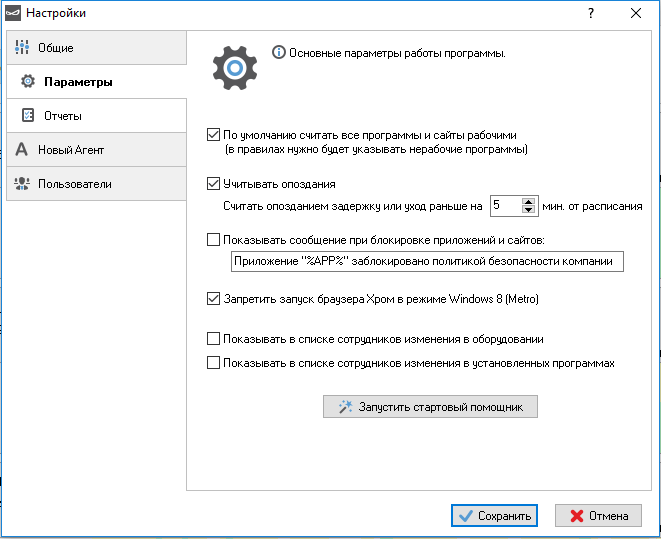 Настройки
?
Общие
Параметры
Отчеты
Новый Агент
Пользователи
Основные параметры работы программы.
По умолчанию считать все программы и сайты рабочими
(в правилах нужно будет указывать нерабочие программы)
Учитывать опоздания
Считать опозданием задержку или уход раньше на 5 мин. от расписания
Показывать сообщение при блокировке приложений и сайтов:
Приложение "%APP%" заблокировано политикой безопасности компании
Запретить запуск браузера Хром в режиме Windows 8 (Metro)
Показывать в списке сотрудников изменения в оборудовании
Показывать в списке сотрудников изменения в установленных программах
Запустить стартовый помощник
Сохранить
Отмена